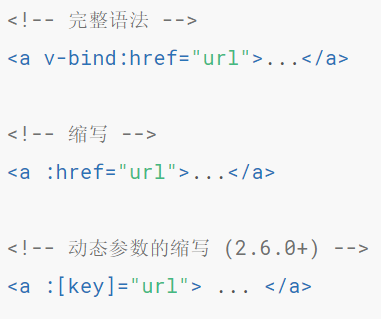 <!-- 完整语法 -->
<a v-bind:href="url">...</a>
<!-- 缩写 -->
<a :href="url">...</a>
<!-- 动态参数的缩写 (2.6.0+) -->
<a :[key]="url"> ... </a>